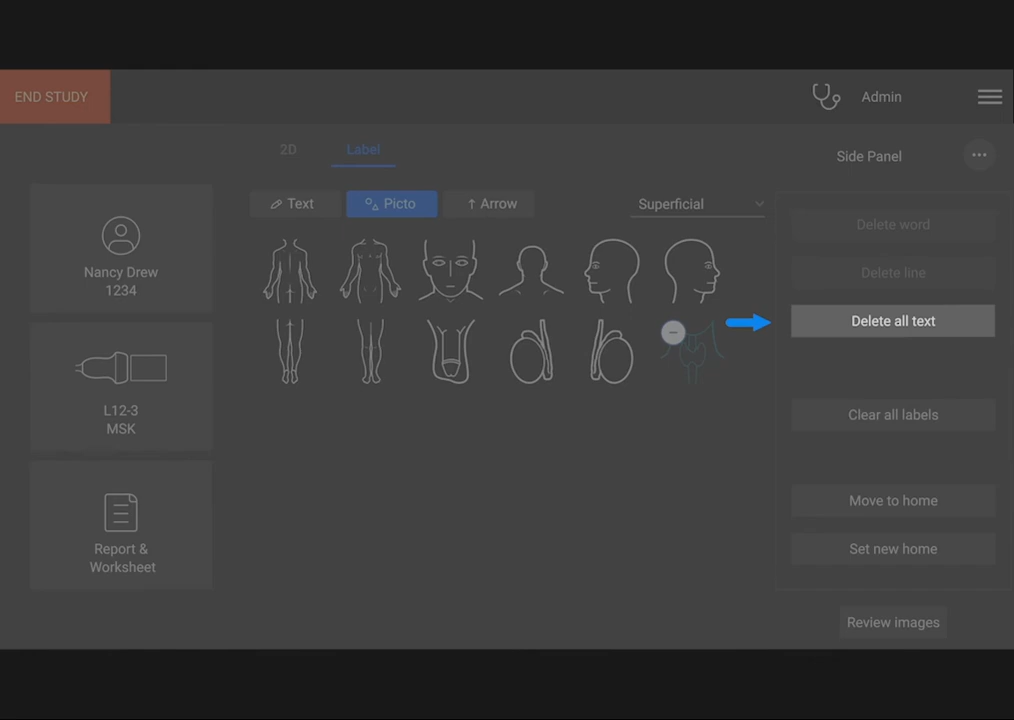 END STUDY
Admin
2D
Label
Side Panel
Text
Picto
Arrow
Superficial
Nancy Drew
1234
L12-3
MSK
Report &
Worksheet
Delete word
Delete line
Delete all text
Clear all labels
Move to home
Set new home
Review images